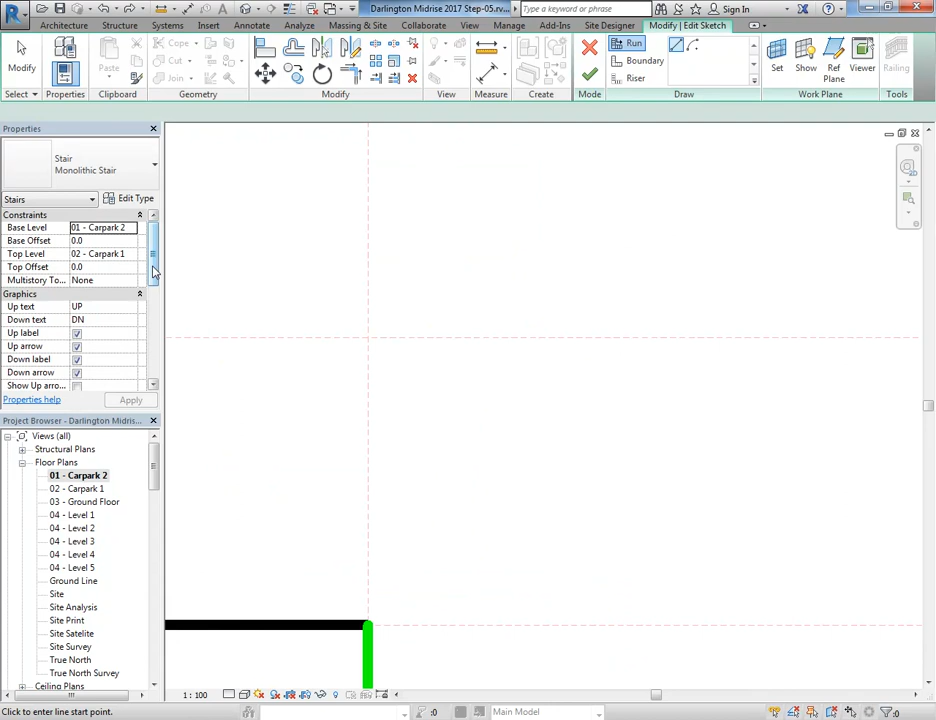 Darlington Midrise 2017 Step-05.rv...
Type a keyword or phrase
Sign In
Architecture Structure Systems Insert Annotate Analyze Massing & Site Collaborate View Manage Add-Ins Site Designer Modify | Edit Sketch
Modify
Properties
Paste
Cope
Cut
Join
Run
Boundary
Riser
Set Show Ref Plane Viewer
Railing
Select Properties Clipboard Geometry Modify View Measure Create Mode Draw Work Plane Tools
Properties
Stair
Monolithic Stair
Stairs
Edit Type
Constraints
Base Level 01 - Carpark 2
Base Offset 0.0
Top Level 02 - Carpark 1
Top Offset 0.0
Multistory To... None
Graphics
Up text UP
Down text DN
Up label
Up arrow
Down label
Down arrow
Show Up arro...
Properties help
Apply
Project Browser - Darlington Midris...
Views (all)
Structural Plans
Floor Plans
01 - Carpark 2
02 - Carpark 1
03 - Ground Floor
04 - Level 1
04 - Level 2
04 - Level 3
04 - Level 4
04 - Level 5
Ground Line
Site
Site Analysis
Site Print
Site Satelite
Site Survey
True North
True North Survey
Ceiling Plans
1 : 100
Click to enter line start point.
:0
Main Model
:0